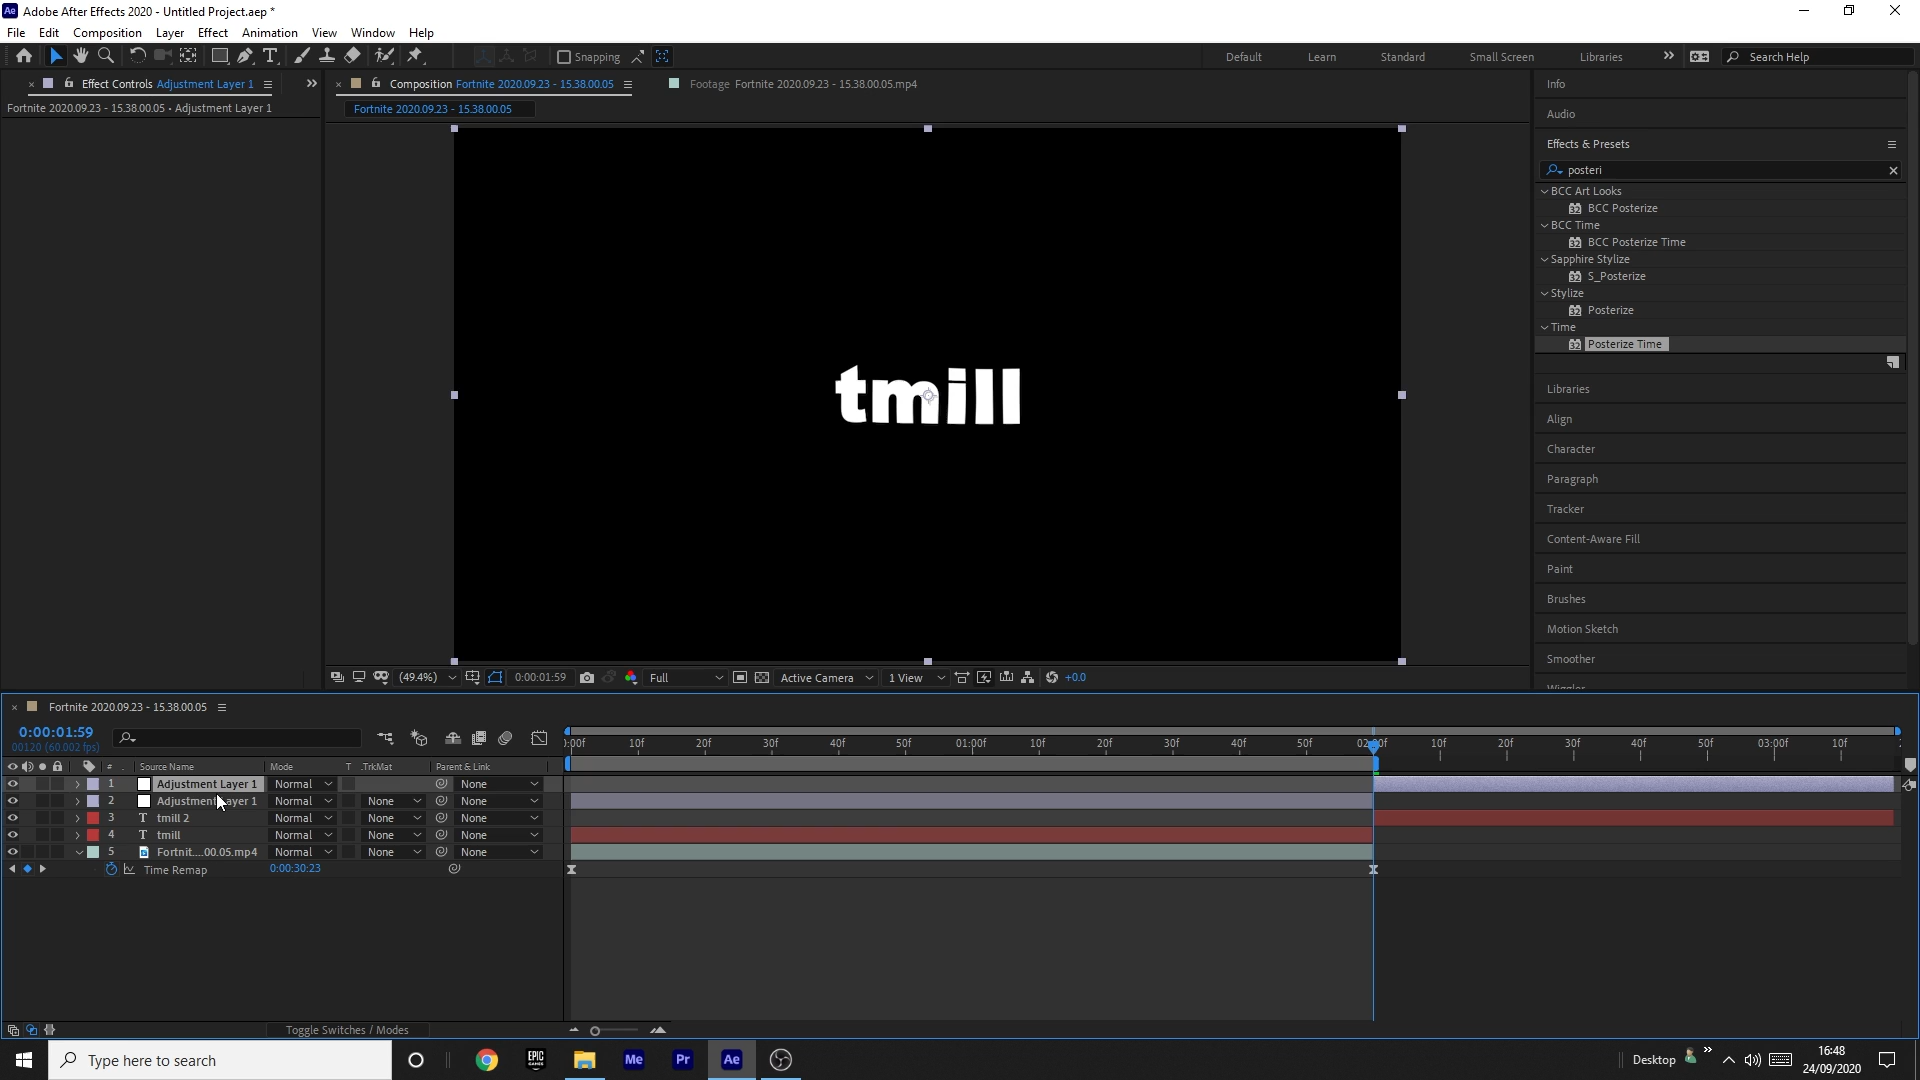 Ae Adobe After Effects 2020 - Untitled Project.aep *
File Edit Composition Layer Effect Animation View Window Help
Snapping Default Learn Standard Small Screen Libraries Search Help
Effect Controls Adjustment Layer 1 Composition Fortnite 2020.09.23 - 15.38.00.05 Footage Fortnite 2020.09.23 - 15.38.00.05.mp4
Fortnite 2020.09.23 - 15.38.00.05 • Adjustment Layer 1
Fortnite 2020.09.23 - 15.38.00.05
tmill
(49.4%) 0:00:01:59 Full Active Camera 1 View +0.0
Info
Audio
Effects & Presets
posteri
BCC Art Looks
BCC Posterize
BCC Time
BCC Posterize Time
Sapphire Stylize
S_Posterize
Stylize
Posterize
Time
Posterize Time
Libraries
Align
Character
Paragraph
Tracker
Content-Aware Fill
Paint
Brushes
Motion Sketch
Smoother
Wiggler
Fortnite 2020.09.23 - 15.38.00.05
0:00:01:59
00120 (60.002 fps)
):00f 10f 20f 30f 40f 50f 01:00f 10f 20f 30f 40f 50f 02:00f 10f 20f 30f 40f 50f 03:00f 10f
# Source Name Mode T .TrkMat Parent & Link
1 Adjustment Layer 1 Normal None
2 Adjustment Layer 1 Normal None None
3 T tmill 2 Normal None None
4 T tmill Normal None None
5 Fortnit....00.05.mp4 Normal None None
Time Remap 0:00:30:23
Toggle Switches / Modes
Type here to search EPIC GAMES Me Pr Ae Desktop 16:48
24/09/2020